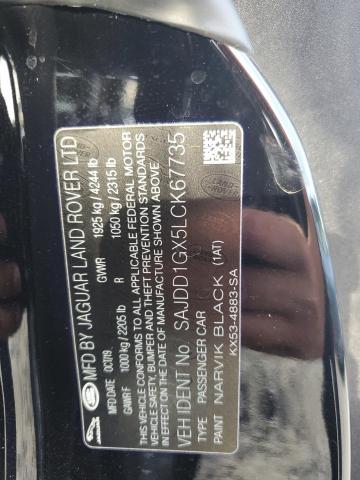 MFD BY JAGUAR LAND ROVER LTD
MFD DATE 0C7/19 GVWR 1925 kg / 4244 lb
GAWR F 1000 kg / 2205 lb R 1050 kg / 2315 lb
THIS VEHICLE CONFORMS TO ALL APPLICABLE FEDERAL MOTOR
VEHICLE SAFETY, BUMPER AND THEFT PREVENTION STANDARDS
IN EFFECT ON THE DATE OF MANUFACTURE SHOWN ABOVE.
VEH IDENT No. SAJDD1GX5LCK67735
TYPE PASSENGER CAR
PAINT NARVIK BLACK (1AT)
KX53-4883-SA